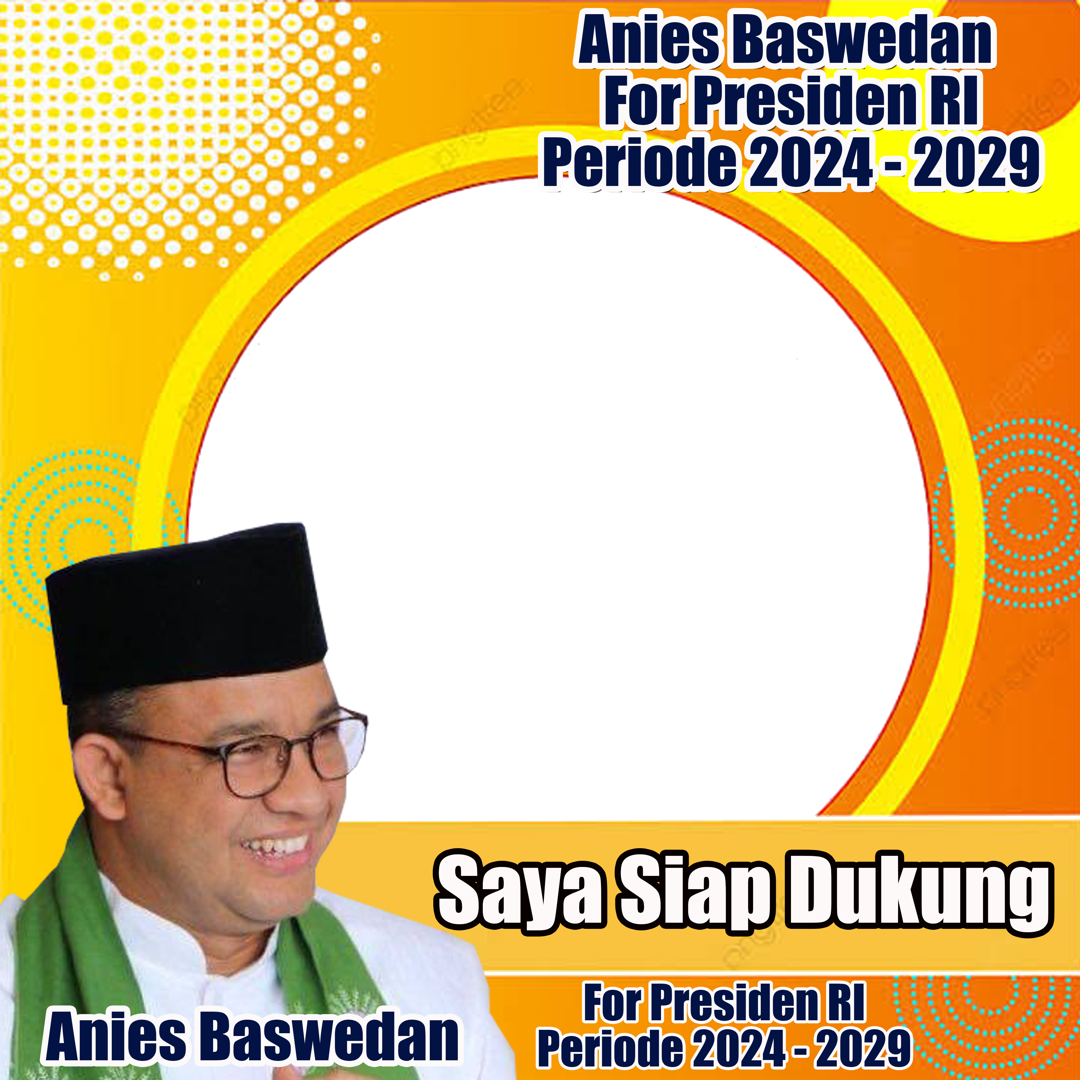 Anies Baswedan
For Presiden RI
Periode 2024 - 2029
Saya Siap Dukung
Anies Baswedan
For Presiden RI
Periode 2024 - 2029